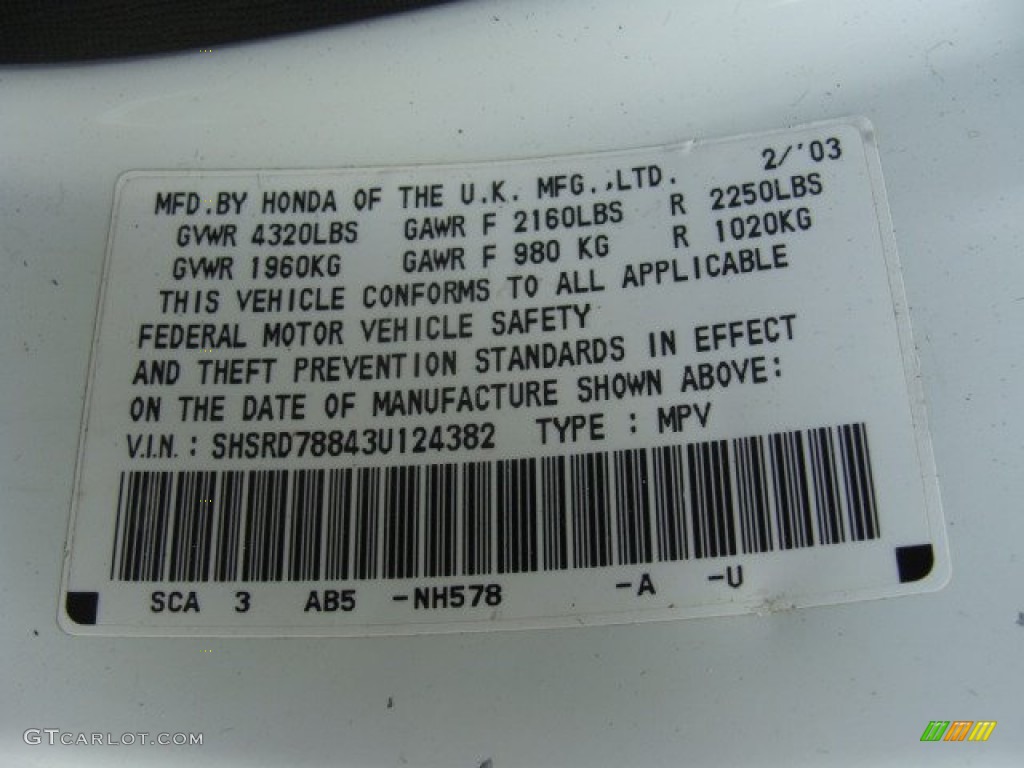 2/'03
MFD.BY HONDA OF THE U.K. MFG.,LTD.
GVWR 4320LBS GAWR F 2160LBS R 2250LBS
GVWR 1960KG GAWR F 980 KG R 1020KG
THIS VEHICLE CONFORMS TO ALL APPLICABLE
FEDERAL MOTOR VEHICLE SAFETY
AND THEFT PREVENTION STANDARDS IN EFFECT
ON THE DATE OF MANUFACTURE SHOWN ABOVE:
V.I.N.: SHSRD78843U124382 TYPE : MPV
SCA 3 AB5 -NH578 -A -U
GTCARLOT.COM